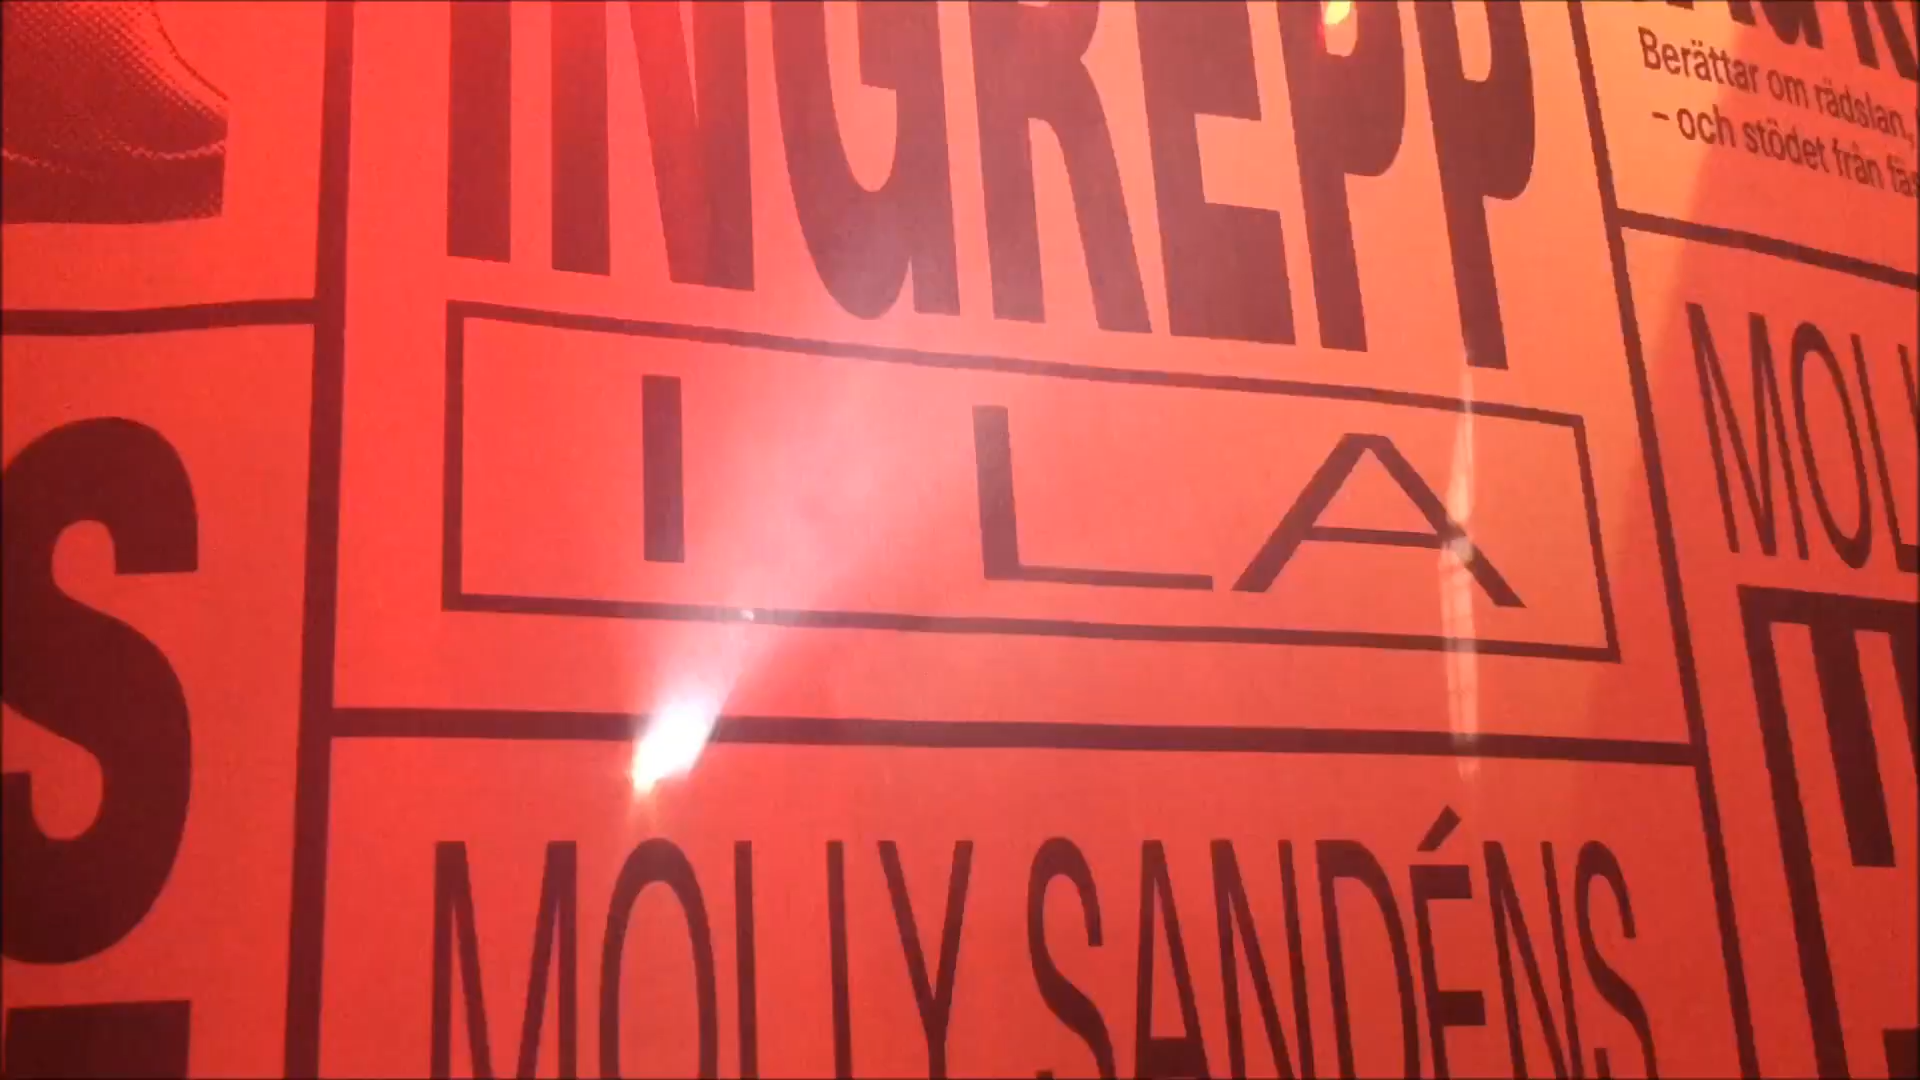 INGREPP
I LA
MOLLY SANDÉNS
Berättar om rädslan,
– och stödet från
S